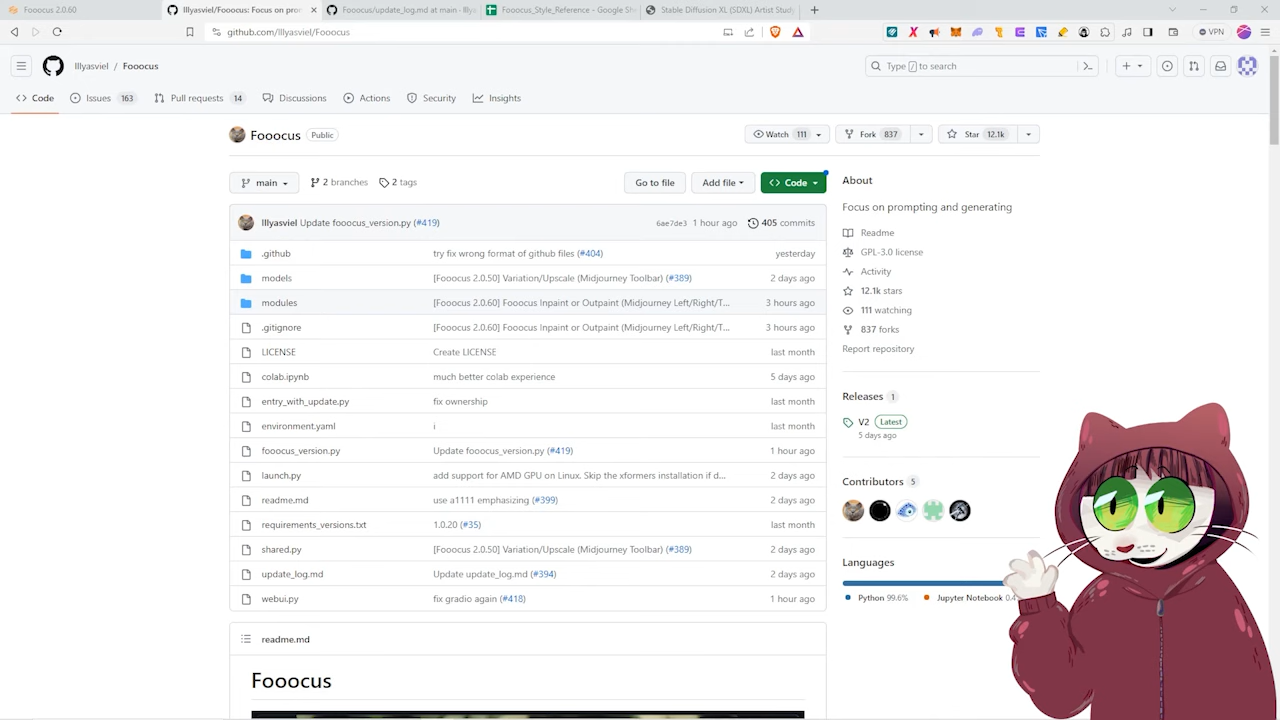 Fooocus 2.0.60
lllyasviel/Fooocus: Focus on pro
Fooocus/update_log.md at main · lllya
Fooocus_Style_Reference - Google Sh
Stable Diffusion XL (SDXL) Artist Study
github.com/lllyasviel/Fooocus
VPN
lllyasviel / Fooocus
Type / to search
Code
Issues 163
Pull requests 14
Discussions
Actions
Security
Insights
Fooocus Public
Watch 111
Fork 837
Star 12.1k
main
2 branches
2 tags
Go to file
Add file
Code
lllyasviel Update fooocus_version.py (#419)
6ae7de3 1 hour ago
405 commits
.github try fix wrong format of github files (#404) yesterday
models [Fooocus 2.0.50] Variation/Upscale (Midjourney Toolbar) (#389) 2 days ago
modules [Fooocus 2.0.60] Fooocus Inpaint or Outpaint (Midjourney Left/Right/T... 3 hours ago
.gitignore [Fooocus 2.0.60] Fooocus Inpaint or Outpaint (Midjourney Left/Right/T... 3 hours ago
LICENSE Create LICENSE last month
colab.ipynb much better colab experience 5 days ago
entry_with_update.py fix ownership last month
environment.yaml i last month
fooocus_version.py Update fooocus_version.py (#419) 1 hour ago
launch.py add support for AMD GPU on Linux. Skip the xformers installation if d... 2 days ago
readme.md use a1111 emphasizing (#399) 2 days ago
requirements_versions.txt 1.0.20 (#35) last month
shared.py [Fooocus 2.0.50] Variation/Upscale (Midjourney Toolbar) (#389) 2 days ago
update_log.md Update update_log.md (#394) 2 days ago
webui.py fix gradio again (#418) 1 hour ago
readme.md
Fooocus
About
Focus on prompting and generating
Readme
GPL-3.0 license
Activity
12.1k stars
111 watching
837 forks
Report repository
Releases 1
V2 Latest
5 days ago
Contributors 5
Languages
Python 99.6%
Jupyter Notebook 0.4